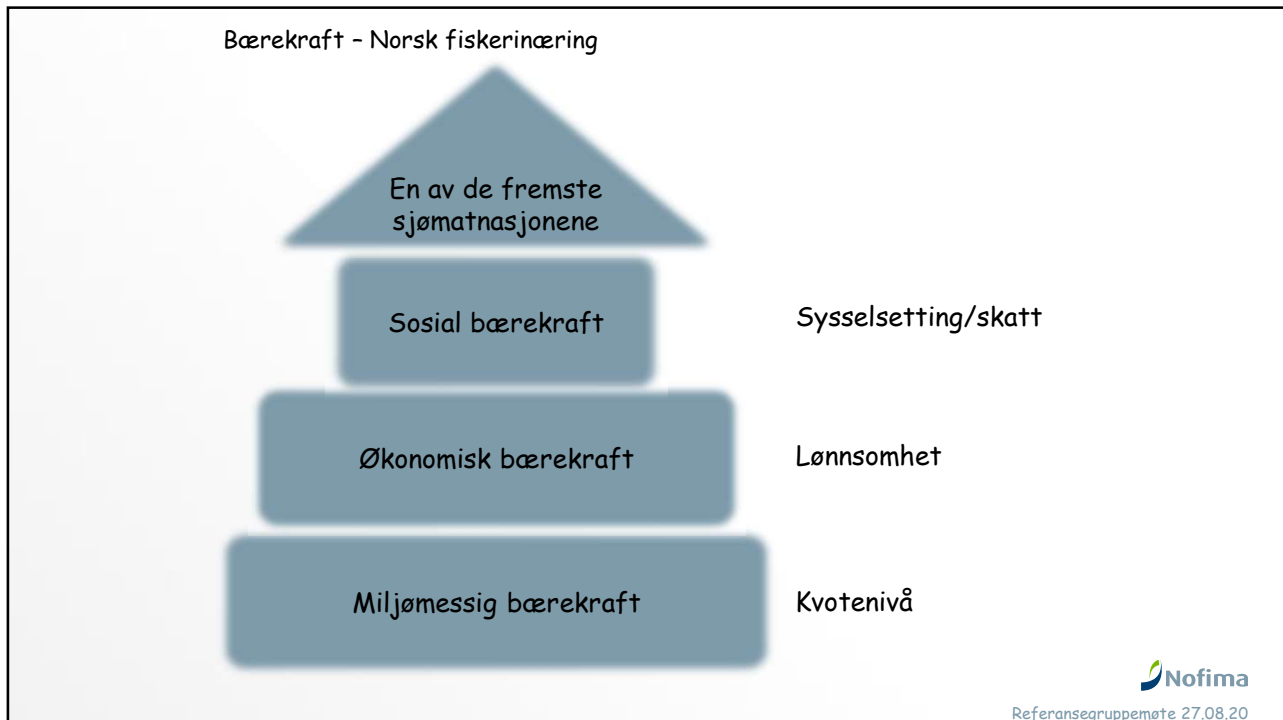 Bærekraft – Norsk fiskerinæring
En av de fremste
sjømatnasjonene
Sosial bærekraft
Sysselsetting/skatt
Økonomisk bærekraft
Lønnsomhet
Miljømessig bærekraft
Kvotenivå
Nofima
Referansegruppemøte 27.08.20